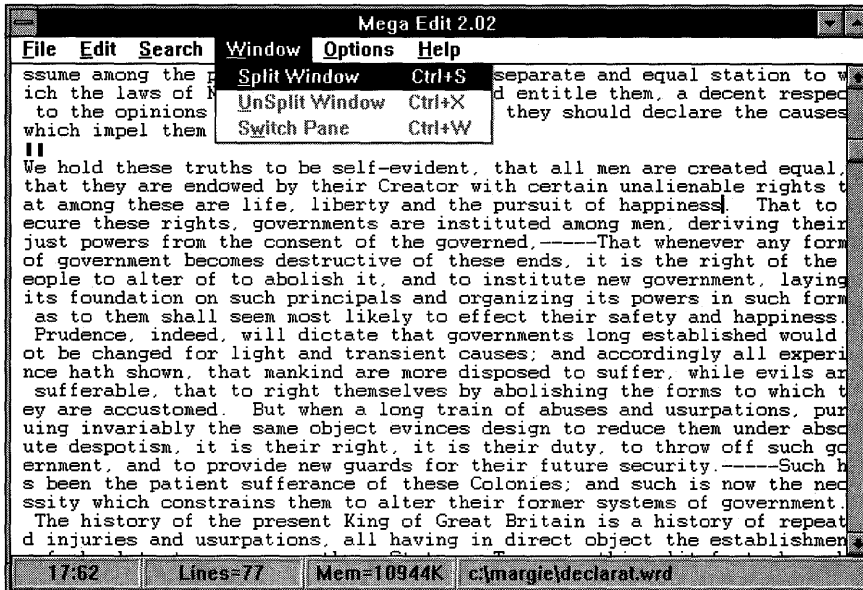 Mega Edit 2.02
File Edit Search Window Options Help
ssume among the p separate and equal station to w
Split Window Ctrl+S
ich the laws of N d entitle them, a decent respec
UnSplit Window Ctrl+X
to the opinions they should declare the causes
Switch Pane Ctrl+W
which impel them
We hold these truths to be self-evident, that all men are created equal,
that they are endowed by their Creator with certain unalienable rights t
at among these are life, liberty and the pursuit of happiness. That to
ecure these rights, governments are instituted among men, deriving their
just powers from the consent of the governed,-----That whenever any form
of government becomes destructive of these ends, it is the right of the
eople to alter of to abolish it, and to institute new government, laying
its foundation on such principals and organizing its powers in such form
as to them shall seem most likely to effect their safety and happiness.
Prudence, indeed, will dictate that governments long established would
ot be changed for light and transient causes; and accordingly all experi
nce hath shown, that mankind are more disposed to suffer, while evils ar
sufferable, that to right themselves by abolishing the forms to which t
ey are accustomed. But when a long train of abuses and usurpations, pur
uing invariably the same object evinces design to reduce them under abso
ute despotism, it is their right, it is their duty, to throw off such go
ernment, and to provide new guards for their future security.-----Such h
s been the patient sufferance of these Colonies; and such is now the nec
ssity which constrains them to alter their former systems of government.
The history of the present King of Great Britain is a history of repeat
d injuries and usurpations, all having in direct object the establishmen
17:62 Lines=77 Mem=10944K c:\margie\declarat.wrd